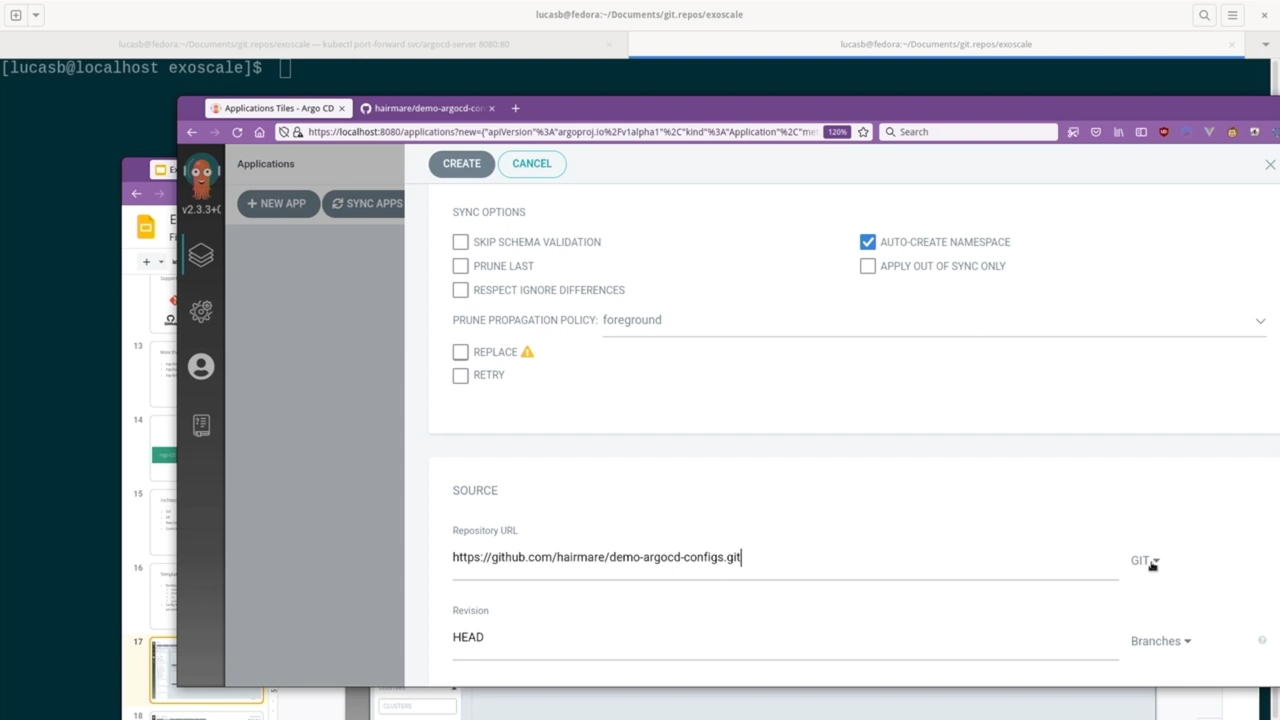 lucasb@fedora:~/Documents/git.repos/exoscale
lucasb@fedora:~/Documents/git.repos/exoscale — kubectl port-forward svc/argocd-server 8080:80
lucasb@fedora:~/Documents/git.repos/exoscale
[lucasb@localhost exoscale]$
Applications Tiles - Argo CD
hairmare/demo-argocd-con
https://localhost:8080/applications?new={"apiVersion"%3A"argoproj.io%2Fv1alpha1"%2C"kind"%3A"Application"%2C"met
120%
Search
Applications
CREATE
CANCEL
v2.3.3+
NEW APP
SYNC APPS
SYNC OPTIONS
SKIP SCHEMA VALIDATION
AUTO-CREATE NAMESPACE
PRUNE LAST
APPLY OUT OF SYNC ONLY
RESPECT IGNORE DIFFERENCES
PRUNE PROPAGATION POLICY: foreground
REPLACE
RETRY
SOURCE
Repository URL
https://github.com/hairmare/demo-argocd-configs.git
GIT
Revision
HEAD
Branches
13
14
15
16
17
18
CLUSTERS